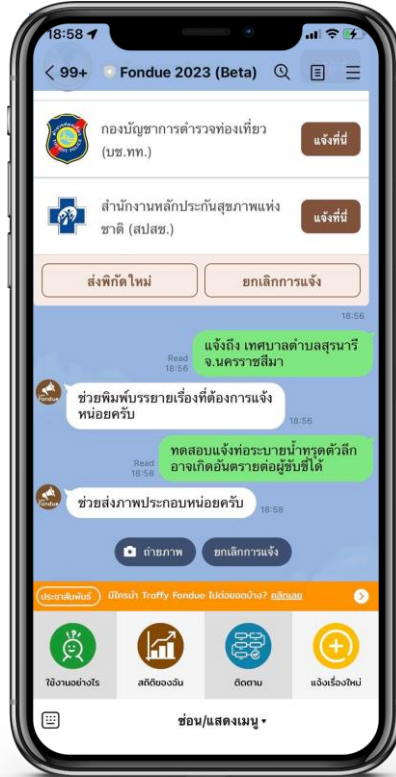 18:58
99+ Fondue 2023 (Beta)
กองบัญชาการตำรวจท่องเที่ยว
(บช.ทท.)
แจ้งที่นี่
สำนักงานหลักประกันสุขภาพแห่ง
ชาติ (สปสช.)
แจ้งที่นี่
ส่งพิกัดใหม่
ยกเลิกการแจ้ง
18:56
แจ้งถึง เทศบาลตำบลสุรนารี
จ.นครราชสีมา
Read
18:56
ช่วยพิมพ์บรรยายเรื่องที่ต้องการแจ้ง
หน่อยครับ
18:56
ทดสอบแจ้งท่อระบายน้ำทรุดตัวลึก
อาจเกิดอันตรายต่อผู้ขับขี่ได้
Read
18:58
ช่วยส่งภาพประกอบหน่อยครับ
18:58
ถ่ายภาพ
ยกเลิกการแจ้ง
ประชาสัมพันธ์ มีใครนำ Traffy Fondue ไปต่อยอดบ้าง? คลิกเลย
ใช้งานอย่างไร
สถิติของฉัน
ติดตาม
แจ้งเรื่องใหม่
ซ่อน/แสดงเมนู